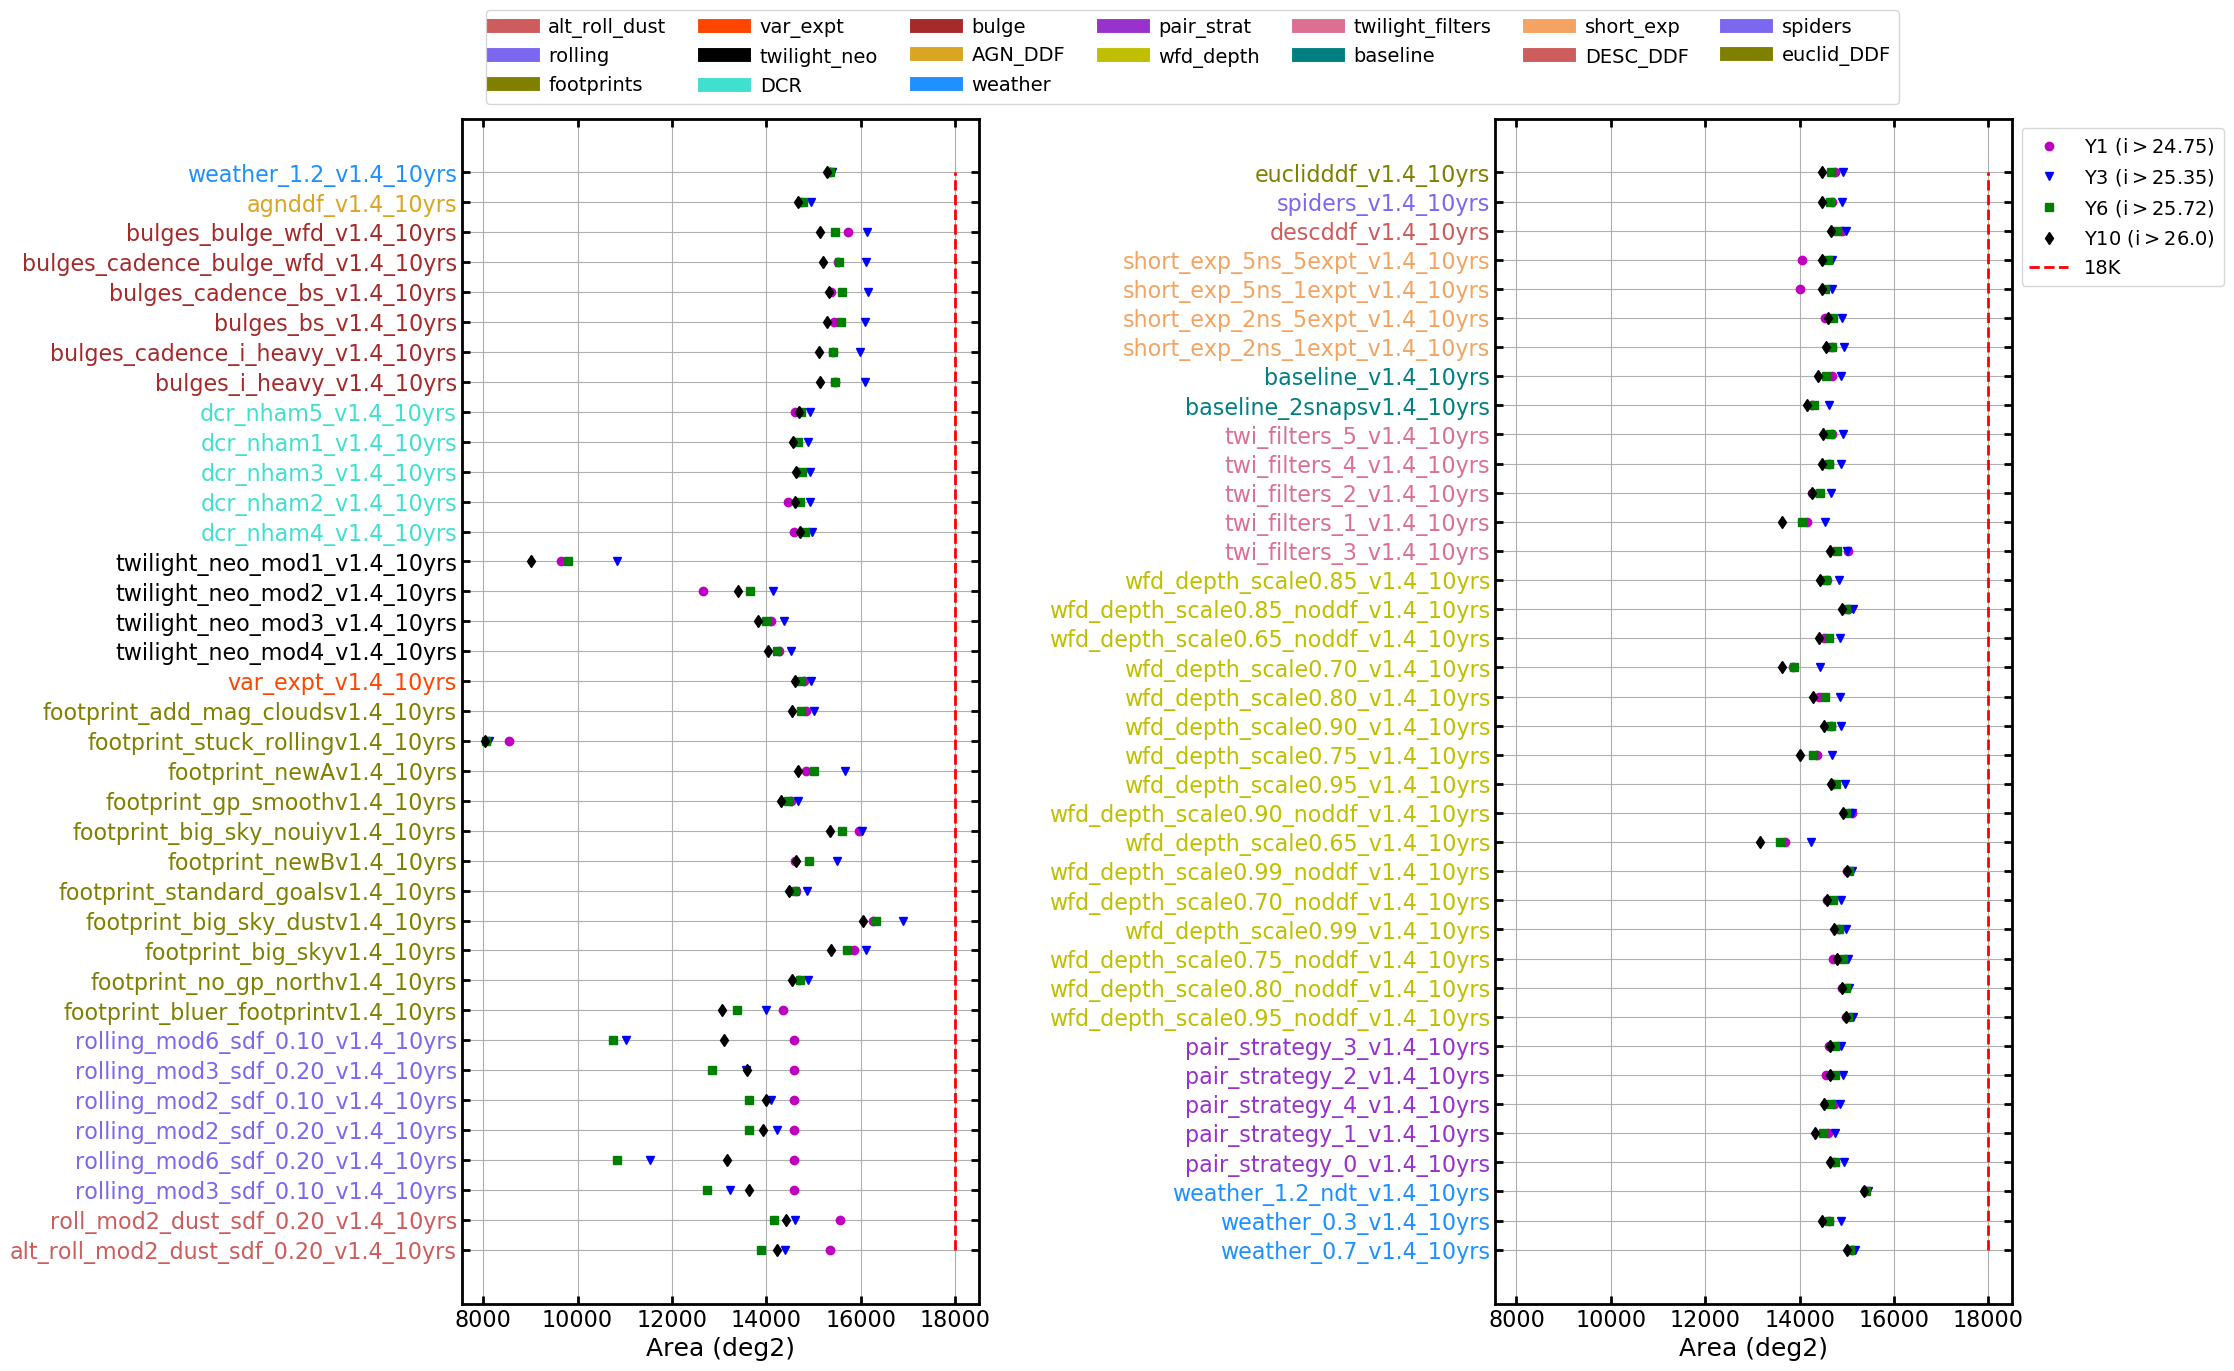 alt_roll_dust
rolling
footprints
var_expt
twilight_neo
DCR
bulge
AGN_DDF
weather
pair_strat
wfd_depth
twilight_filters
baseline
short_exp
DESC_DDF
spiders
euclid_DDF
weather_1.2_v1.4_10yrs
agnddf_v1.4_10yrs
bulges_bulge_wfd_v1.4_10yrs
bulges_cadence_bulge_wfd_v1.4_10yrs
bulges_cadence_bs_v1.4_10yrs
bulges_bs_v1.4_10yrs
bulges_cadence_i_heavy_v1.4_10yrs
bulges_i_heavy_v1.4_10yrs
dcr_nham5_v1.4_10yrs
dcr_nham1_v1.4_10yrs
dcr_nham3_v1.4_10yrs
dcr_nham2_v1.4_10yrs
dcr_nham4_v1.4_10yrs
twilight_neo_mod1_v1.4_10yrs
twilight_neo_mod2_v1.4_10yrs
twilight_neo_mod3_v1.4_10yrs
twilight_neo_mod4_v1.4_10yrs
var_expt_v1.4_10yrs
footprint_add_mag_cloudsv1.4_10yrs
footprint_stuck_rollingv1.4_10yrs
footprint_newAv1.4_10yrs
footprint_gp_smoothv1.4_10yrs
footprint_big_sky_nouiyv1.4_10yrs
footprint_newBv1.4_10yrs
footprint_standard_goalsv1.4_10yrs
footprint_big_sky_dustv1.4_10yrs
footprint_big_skyv1.4_10yrs
footprint_no_gp_northv1.4_10yrs
footprint_bluer_footprintv1.4_10yrs
rolling_mod6_sdf_0.10_v1.4_10yrs
rolling_mod3_sdf_0.20_v1.4_10yrs
rolling_mod2_sdf_0.10_v1.4_10yrs
rolling_mod2_sdf_0.20_v1.4_10yrs
rolling_mod6_sdf_0.20_v1.4_10yrs
rolling_mod3_sdf_0.10_v1.4_10yrs
roll_mod2_dust_sdf_0.20_v1.4_10yrs
alt_roll_mod2_dust_sdf_0.20_v1.4_10yrs
8000 10000 12000 14000 16000 18000
Area (deg2)
euclidddf_v1.4_10yrs
spiders_v1.4_10yrs
descddf_v1.4_10yrs
short_exp_5ns_5expt_v1.4_10yrs
short_exp_5ns_1expt_v1.4_10yrs
short_exp_2ns_5expt_v1.4_10yrs
short_exp_2ns_1expt_v1.4_10yrs
baseline_v1.4_10yrs
baseline_2snapsv1.4_10yrs
twi_filters_5_v1.4_10yrs
twi_filters_4_v1.4_10yrs
twi_filters_2_v1.4_10yrs
twi_filters_1_v1.4_10yrs
twi_filters_3_v1.4_10yrs
wfd_depth_scale0.85_v1.4_10yrs
wfd_depth_scale0.85_noddf_v1.4_10yrs
wfd_depth_scale0.65_noddf_v1.4_10yrs
wfd_depth_scale0.70_v1.4_10yrs
wfd_depth_scale0.80_v1.4_10yrs
wfd_depth_scale0.90_v1.4_10yrs
wfd_depth_scale0.75_v1.4_10yrs
wfd_depth_scale0.95_v1.4_10yrs
wfd_depth_scale0.90_noddf_v1.4_10yrs
wfd_depth_scale0.65_v1.4_10yrs
wfd_depth_scale0.99_noddf_v1.4_10yrs
wfd_depth_scale0.70_noddf_v1.4_10yrs
wfd_depth_scale0.99_v1.4_10yrs
wfd_depth_scale0.75_noddf_v1.4_10yrs
wfd_depth_scale0.80_noddf_v1.4_10yrs
wfd_depth_scale0.95_noddf_v1.4_10yrs
pair_strategy_3_v1.4_10yrs
pair_strategy_2_v1.4_10yrs
pair_strategy_4_v1.4_10yrs
pair_strategy_1_v1.4_10yrs
pair_strategy_0_v1.4_10yrs
weather_1.2_ndt_v1.4_10yrs
weather_0.3_v1.4_10yrs
weather_0.7_v1.4_10yrs
8000 10000 12000 14000 16000 18000
Area (deg2)
Y1 (i > 24.75)
Y3 (i > 25.35)
Y6 (i > 25.72)
Y10 (i > 26.0)
18K